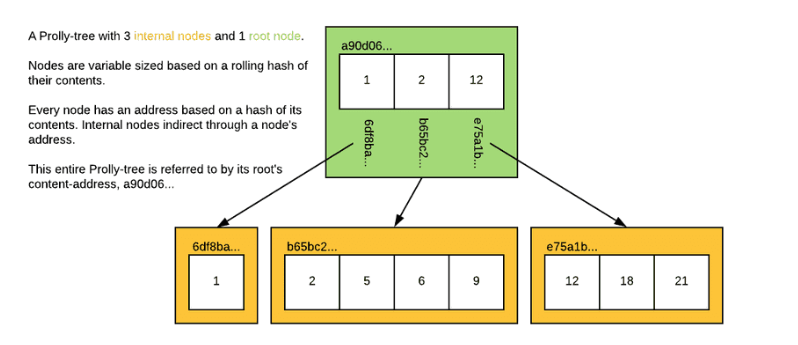 A Prolly-tree with 3 internal nodes and 1 root node.
Nodes are variable sized based on a rolling hash of
their contents.
Every node has an address based on a hash of its
contents. Internal nodes indirect through a node's
address.
This entire Prolly-tree is referred to by its root's
content-address, a90d06...
a90d06...
1 2 12
6df8ba...
b65bc2...
e75a1b...
6df8ba...
1
b65bc2...
2 5 6 9
e75a1b...
12 18 21